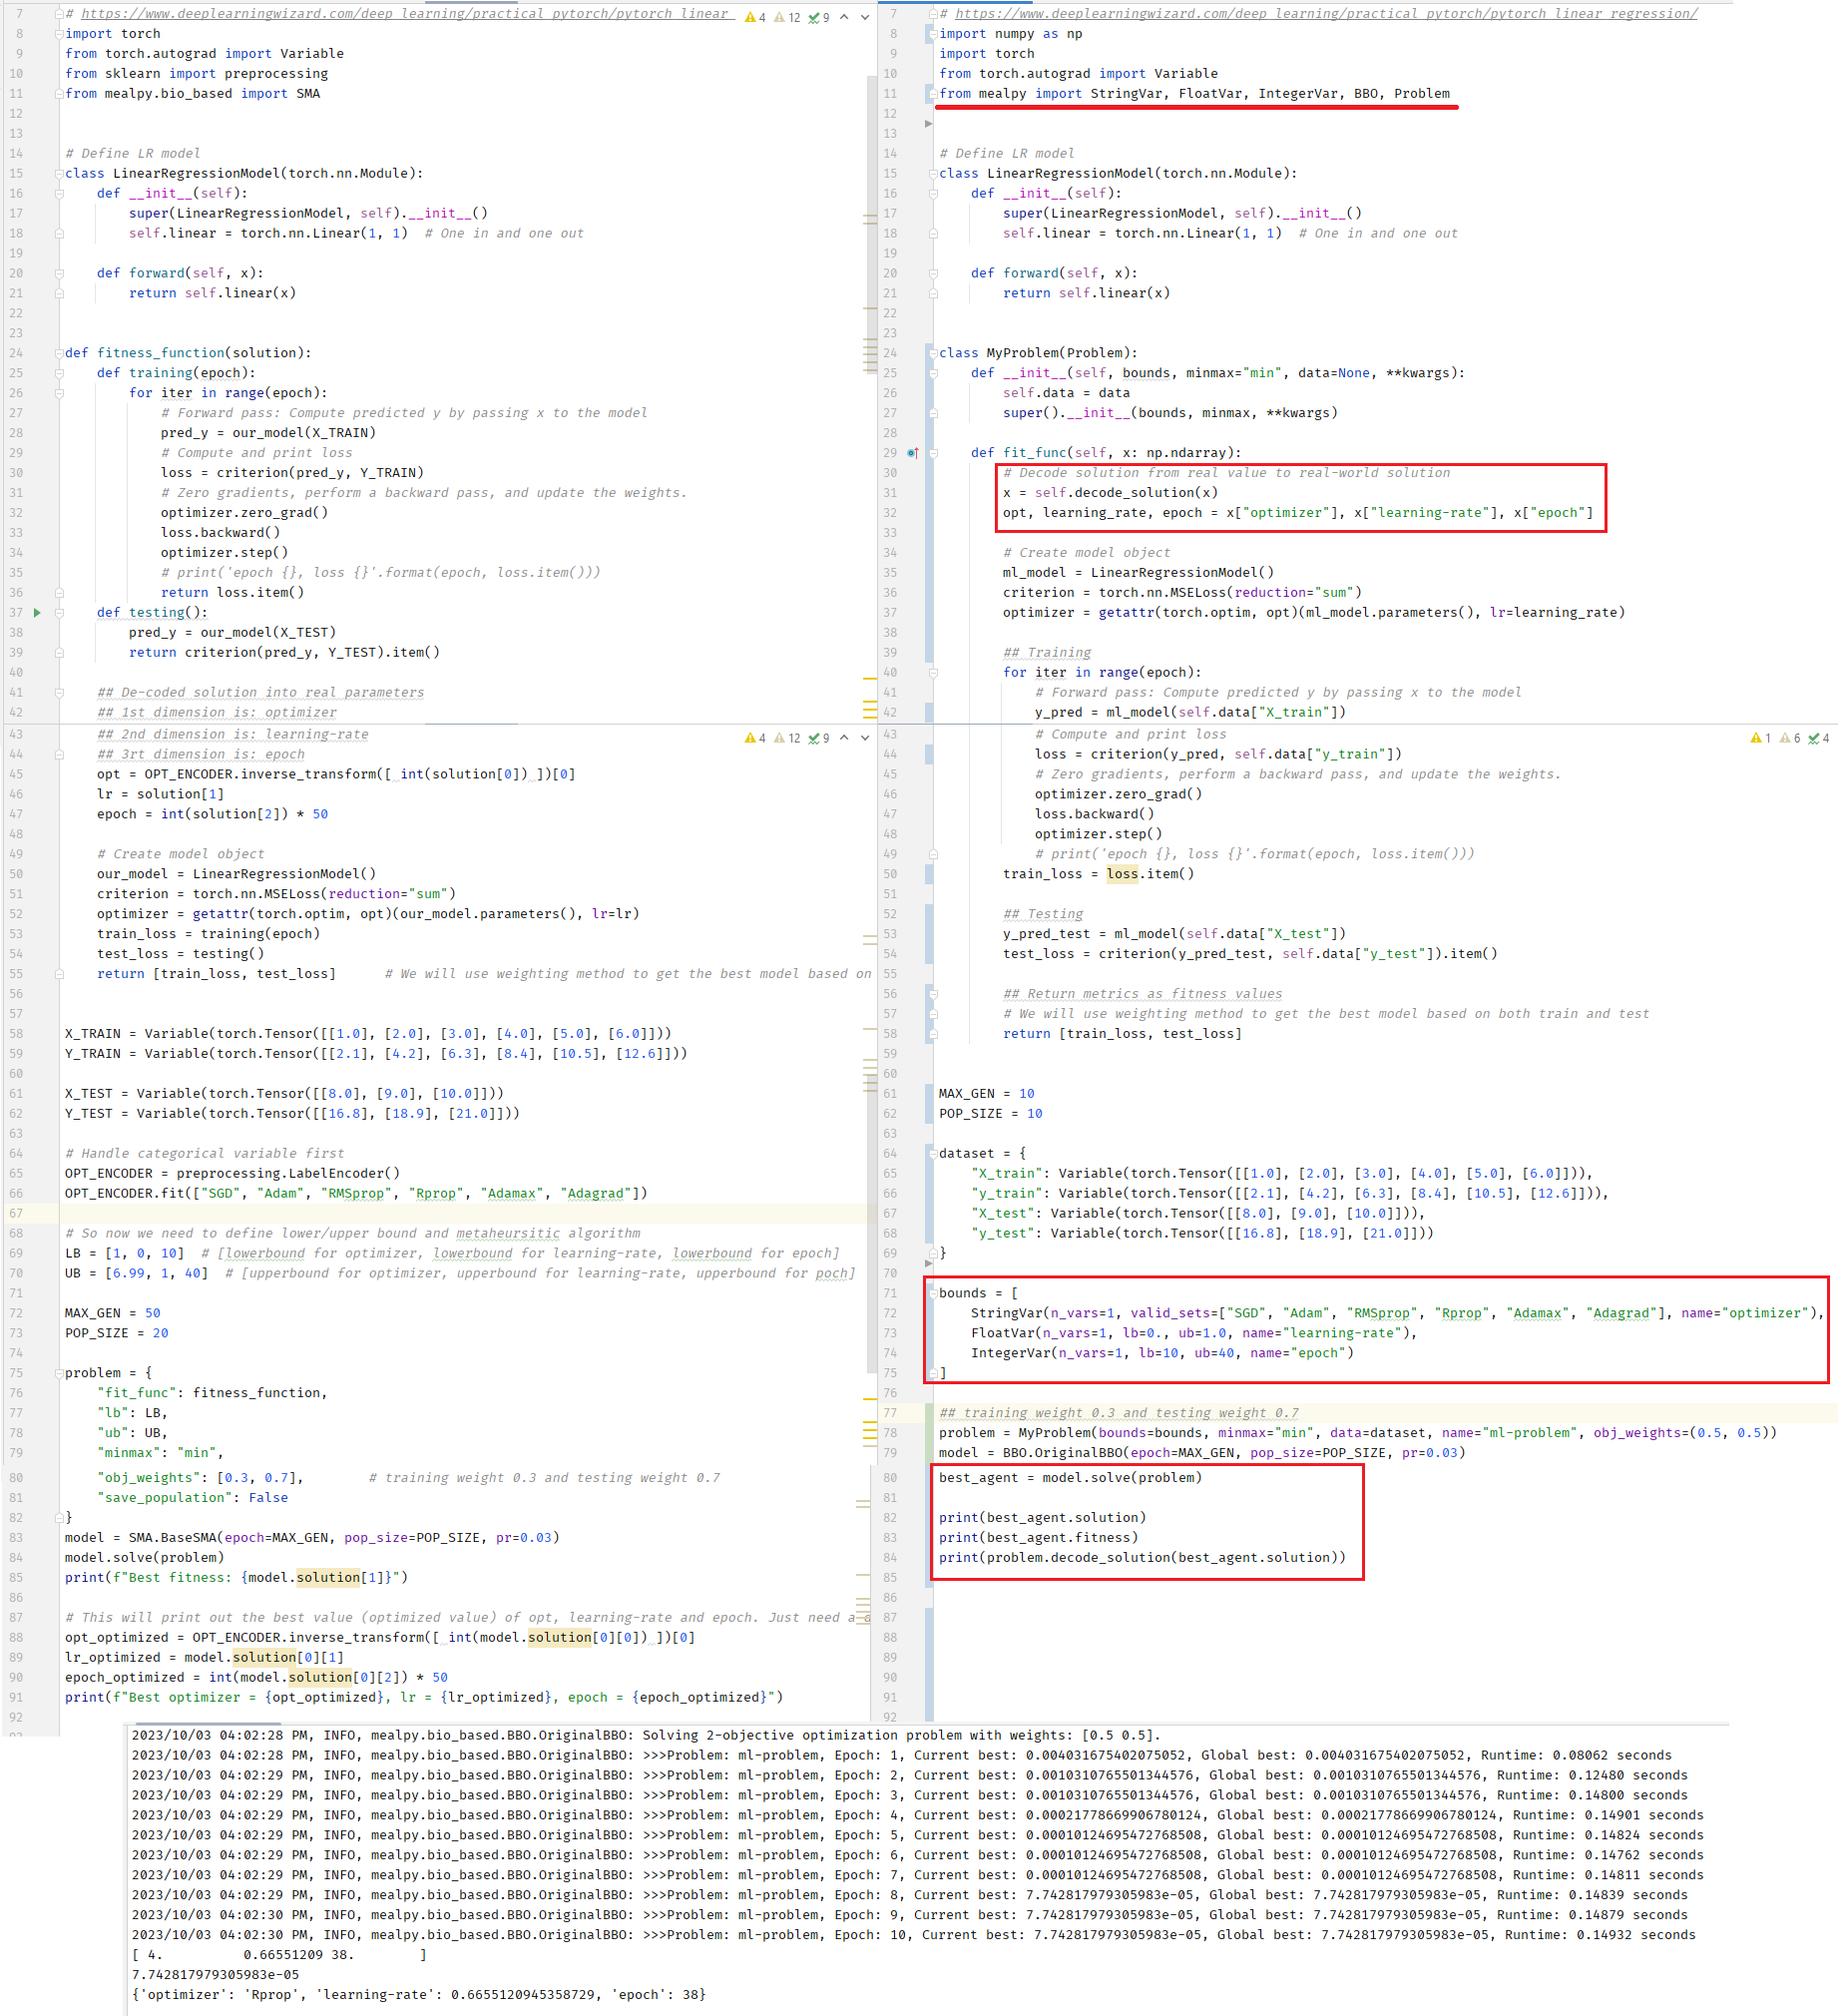 # https://www.deeplearningwizard.com/deep_learning/practical_pytorch/pytorch_linear_
4 12 9
7
8 import torch
9 from torch.autograd import Variable
10 from sklearn import preprocessing
11 from mealpy.bio_based import SMA
12
13
14 # Define LR model
15 class LinearRegressionModel(torch.nn.Module):
16 def __init__(self):
17 super(LinearRegressionModel, self).__init__()
18 self.linear = torch.nn.Linear(1, 1)  # One in and one out
19
20 def forward(self, x):
21 return self.linear(x)
22
23
24 def fitness_function(solution):
25 def training(epoch):
26 for iter in range(epoch):
27 # Forward pass: Compute predicted y by passing x to the model
28 pred_y = our_model(X_TRAIN)
29 # Compute and print loss
30 loss = criterion(pred_y, Y_TRAIN)
31 # Zero gradients, perform a backward pass, and update the weights.
32 optimizer.zero_grad()
33 loss.backward()
34 optimizer.step()
35 # print('epoch {}, loss {}'.format(epoch, loss.item()))
36 return loss.item()
37 def testing():
38 pred_y = our_model(X_TEST)
39 return criterion(pred_y, Y_TEST).item()
40
41 ## De-coded solution into real parameters
42 ## 1st dimension is: optimizer
43 ## 2nd dimension is: learning-rate
4 12 9
44 ## 3rt dimension is: epoch
45 opt = OPT_ENCODER.inverse_transform([ int(solution[0]) ])[0]
46 lr = solution[1]
47 epoch = int(solution[2]) * 50
48
49 # Create model object
50 our_model = LinearRegressionModel()
51 criterion = torch.nn.MSELoss(reduction="sum")
52 optimizer = getattr(torch.optim, opt)(our_model.parameters(), lr=lr)
53 train_loss = training(epoch)
54 test_loss = testing()
55 return [train_loss, test_loss]      # We will use weighting method to get the best model based on
56
57
58 X_TRAIN = Variable(torch.Tensor([[1.0], [2.0], [3.0], [4.0], [5.0], [6.0]]))
59 Y_TRAIN = Variable(torch.Tensor([[2.1], [4.2], [6.3], [8.4], [10.5], [12.6]]))
60
61 X_TEST = Variable(torch.Tensor([[8.0], [9.0], [10.0]]))
62 Y_TEST = Variable(torch.Tensor([[16.8], [18.9], [21.0]]))
63
64 # Handle categorical variable first
65 OPT_ENCODER = preprocessing.LabelEncoder()
66 OPT_ENCODER.fit(["SGD", "Adam", "RMSprop", "Rprop", "Adamax", "Adagrad"])
67
68 # So now we need to define lower/upper bound and metaheursitic algorithm
69 LB = [1, 0, 10]  # [lowerbound for optimizer, lowerbound for learning-rate, lowerbound for epoch]
70 UB = [6.99, 1, 40]  # [upperbound for optimizer, upperbound for learning-rate, upperbound for poch]
71
72 MAX_GEN = 50
73 POP_SIZE = 20
74
75 problem = {
76 "fit_func": fitness_function,
77 "lb": LB,
78 "ub": UB,
79 "minmax": "min",
80 "obj_weights": [0.3, 0.7],        # training weight 0.3 and testing weight 0.7
81 "save_population": False
82 }
83 model = SMA.BaseSMA(epoch=MAX_GEN, pop_size=POP_SIZE, pr=0.03)
84 model.solve(problem)
85 print(f"Best fitness: {model.solution[1]}")
86
87 # This will print out the best value (optimized value) of opt, learning-rate and epoch. Just need a
88 opt_optimized = OPT_ENCODER.inverse_transform([ int(model.solution[0][0]) ])[0]
89 lr_optimized = model.solution[0][1]
90 epoch_optimized = int(model.solution[0][2]) * 50
91 print(f"Best optimizer = {opt_optimized}, lr = {lr_optimized}, epoch = {epoch_optimized}")
92
7 # https://www.deeplearningwizard.com/deep_learning/practical_pytorch/pytorch_linear_regression/
8 import numpy as np
9 import torch
10 from torch.autograd import Variable
11 from mealpy import StringVar, FloatVar, IntegerVar, BBO, Problem
12
13
14 # Define LR model
15 class LinearRegressionModel(torch.nn.Module):
16 def __init__(self):
17 super(LinearRegressionModel, self).__init__()
18 self.linear = torch.nn.Linear(1, 1)  # One in and one out
19
20 def forward(self, x):
21 return self.linear(x)
22
23
24 class MyProblem(Problem):
25 def __init__(self, bounds, minmax="min", data=None, **kwargs):
26 self.data = data
27 super().__init__(bounds, minmax, **kwargs)
28
29 def fit_func(self, x: np.ndarray):
30 # Decode solution from real value to real-world solution
31 x = self.decode_solution(x)
32 opt, learning_rate, epoch = x["optimizer"], x["learning-rate"], x["epoch"]
33
34 # Create model object
35 ml_model = LinearRegressionModel()
36 criterion = torch.nn.MSELoss(reduction="sum")
37 optimizer = getattr(torch.optim, opt)(ml_model.parameters(), lr=learning_rate)
38
39 ## Training
40 for iter in range(epoch):
41 # Forward pass: Compute predicted y by passing x to the model
42 y_pred = ml_model(self.data["X_train"])
43 # Compute and print loss
1 6 4
44 loss = criterion(y_pred, self.data["y_train"])
45 # Zero gradients, perform a backward pass, and update the weights.
46 optimizer.zero_grad()
47 loss.backward()
48 optimizer.step()
49 # print('epoch {}, loss {}'.format(epoch, loss.item()))
50 train_loss = loss.item()
51
52 ## Testing
53 y_pred_test = ml_model(self.data["X_test"])
54 test_loss = criterion(y_pred_test, self.data["y_test"]).item()
55
56 ## Return metrics as fitness values
57 # We will use weighting method to get the best model based on both train and test
58 return [train_loss, test_loss]
59
60
61 MAX_GEN = 10
62 POP_SIZE = 10
63
64 dataset = {
65 "X_train": Variable(torch.Tensor([[1.0], [2.0], [3.0], [4.0], [5.0], [6.0]])),
66 "y_train": Variable(torch.Tensor([[2.1], [4.2], [6.3], [8.4], [10.5], [12.6]])),
67 "X_test": Variable(torch.Tensor([[8.0], [9.0], [10.0]])),
68 "y_test": Variable(torch.Tensor([[16.8], [18.9], [21.0]]))
69 }
70
71 bounds = [
72 StringVar(n_vars=1, valid_sets=["SGD", "Adam", "RMSprop", "Rprop", "Adamax", "Adagrad"], name="optimizer"),
73 FloatVar(n_vars=1, lb=0., ub=1.0, name="learning-rate"),
74 IntegerVar(n_vars=1, lb=10, ub=40, name="epoch")
75 ]
76
77 ## training weight 0.3 and testing weight 0.7
78 problem = MyProblem(bounds=bounds, minmax="min", data=dataset, name="ml-problem", obj_weights=(0.5, 0.5))
79 model = BBO.OriginalBBO(epoch=MAX_GEN, pop_size=POP_SIZE, pr=0.03)
80 best_agent = model.solve(problem)
81
82 print(best_agent.solution)
83 print(best_agent.fitness)
84 print(problem.decode_solution(best_agent.solution))
85
86
87
88
89
90
91
92
2023/10/03 04:02:28 PM, INFO, mealpy.bio_based.BBO.OriginalBBO: Solving 2-objective optimization problem with weights: [0.5 0.5].
2023/10/03 04:02:28 PM, INFO, mealpy.bio_based.BBO.OriginalBBO: >>>Problem: ml-problem, Epoch: 1, Current best: 0.004031675402075052, Global best: 0.004031675402075052, Runtime: 0.08062 seconds
2023/10/03 04:02:29 PM, INFO, mealpy.bio_based.BBO.OriginalBBO: >>>Problem: ml-problem, Epoch: 2, Current best: 0.0010310765501344576, Global best: 0.0010310765501344576, Runtime: 0.12480 seconds
2023/10/03 04:02:29 PM, INFO, mealpy.bio_based.BBO.OriginalBBO: >>>Problem: ml-problem, Epoch: 3, Current best: 0.0010310765501344576, Global best: 0.0010310765501344576, Runtime: 0.14800 seconds
2023/10/03 04:02:29 PM, INFO, mealpy.bio_based.BBO.OriginalBBO: >>>Problem: ml-problem, Epoch: 4, Current best: 0.00021778669906780124, Global best: 0.00021778669906780124, Runtime: 0.14901 seconds
2023/10/03 04:02:29 PM, INFO, mealpy.bio_based.BBO.OriginalBBO: >>>Problem: ml-problem, Epoch: 5, Current best: 0.00010124695472768508, Global best: 0.00010124695472768508, Runtime: 0.14824 seconds
2023/10/03 04:02:29 PM, INFO, mealpy.bio_based.BBO.OriginalBBO: >>>Problem: ml-problem, Epoch: 6, Current best: 0.00010124695472768508, Global best: 0.00010124695472768508, Runtime: 0.14762 seconds
2023/10/03 04:02:29 PM, INFO, mealpy.bio_based.BBO.OriginalBBO: >>>Problem: ml-problem, Epoch: 7, Current best: 0.00010124695472768508, Global best: 0.00010124695472768508, Runtime: 0.14811 seconds
2023/10/03 04:02:29 PM, INFO, mealpy.bio_based.BBO.OriginalBBO: >>>Problem: ml-problem, Epoch: 8, Current best: 7.742817979305983e-05, Global best: 7.742817979305983e-05, Runtime: 0.14839 seconds
2023/10/03 04:02:30 PM, INFO, mealpy.bio_based.BBO.OriginalBBO: >>>Problem: ml-problem, Epoch: 9, Current best: 7.742817979305983e-05, Global best: 7.742817979305983e-05, Runtime: 0.14879 seconds
2023/10/03 04:02:30 PM, INFO, mealpy.bio_based.BBO.OriginalBBO: >>>Problem: ml-problem, Epoch: 10, Current best: 7.742817979305983e-05, Global best: 7.742817979305983e-05, Runtime: 0.14932 seconds
[ 4.          0.66551209 38.        ]
7.742817979305983e-05
{'optimizer': 'Rprop', 'learning-rate': 0.6655120945358729, 'epoch': 38}